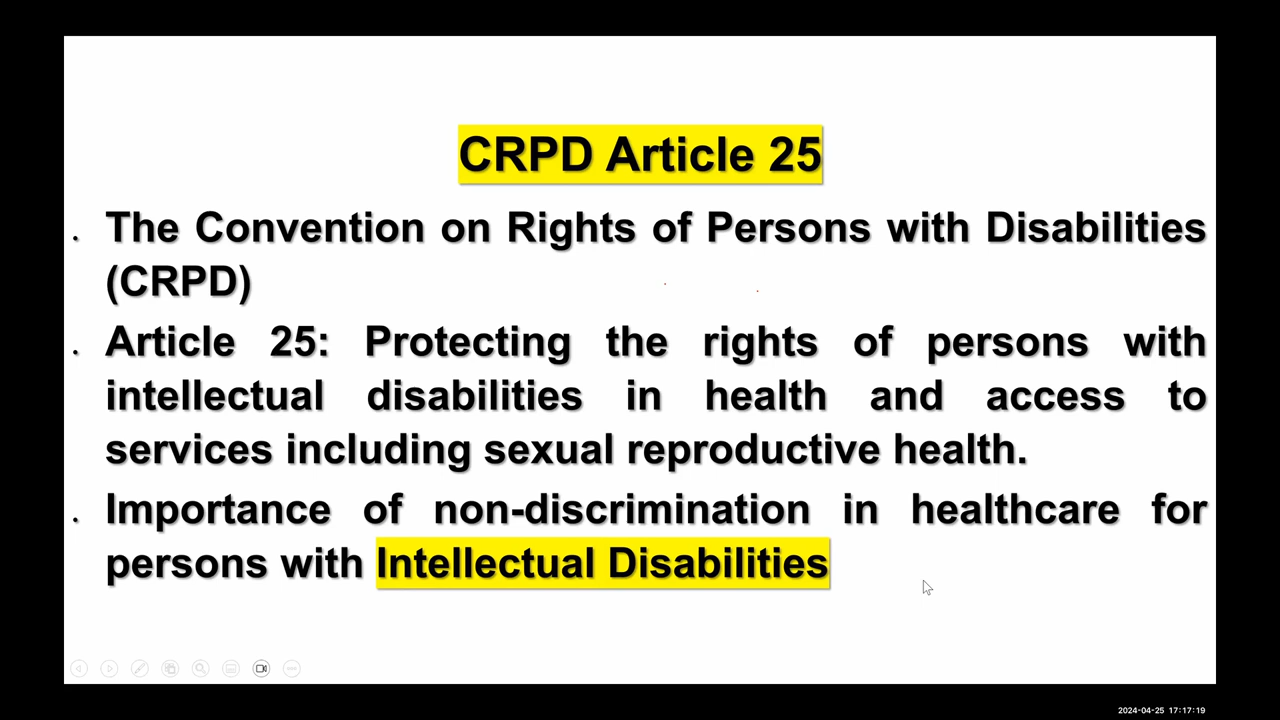 CRPD Article 25
. The Convention on Rights of Persons with Disabilities
(CRPD)
. Article 25: Protecting the rights of persons with
intellectual disabilities in health and access to
services including sexual reproductive health.
. Importance of non-discrimination in healthcare for
persons with Intellectual Disabilities
2024-04-25 17:17:19